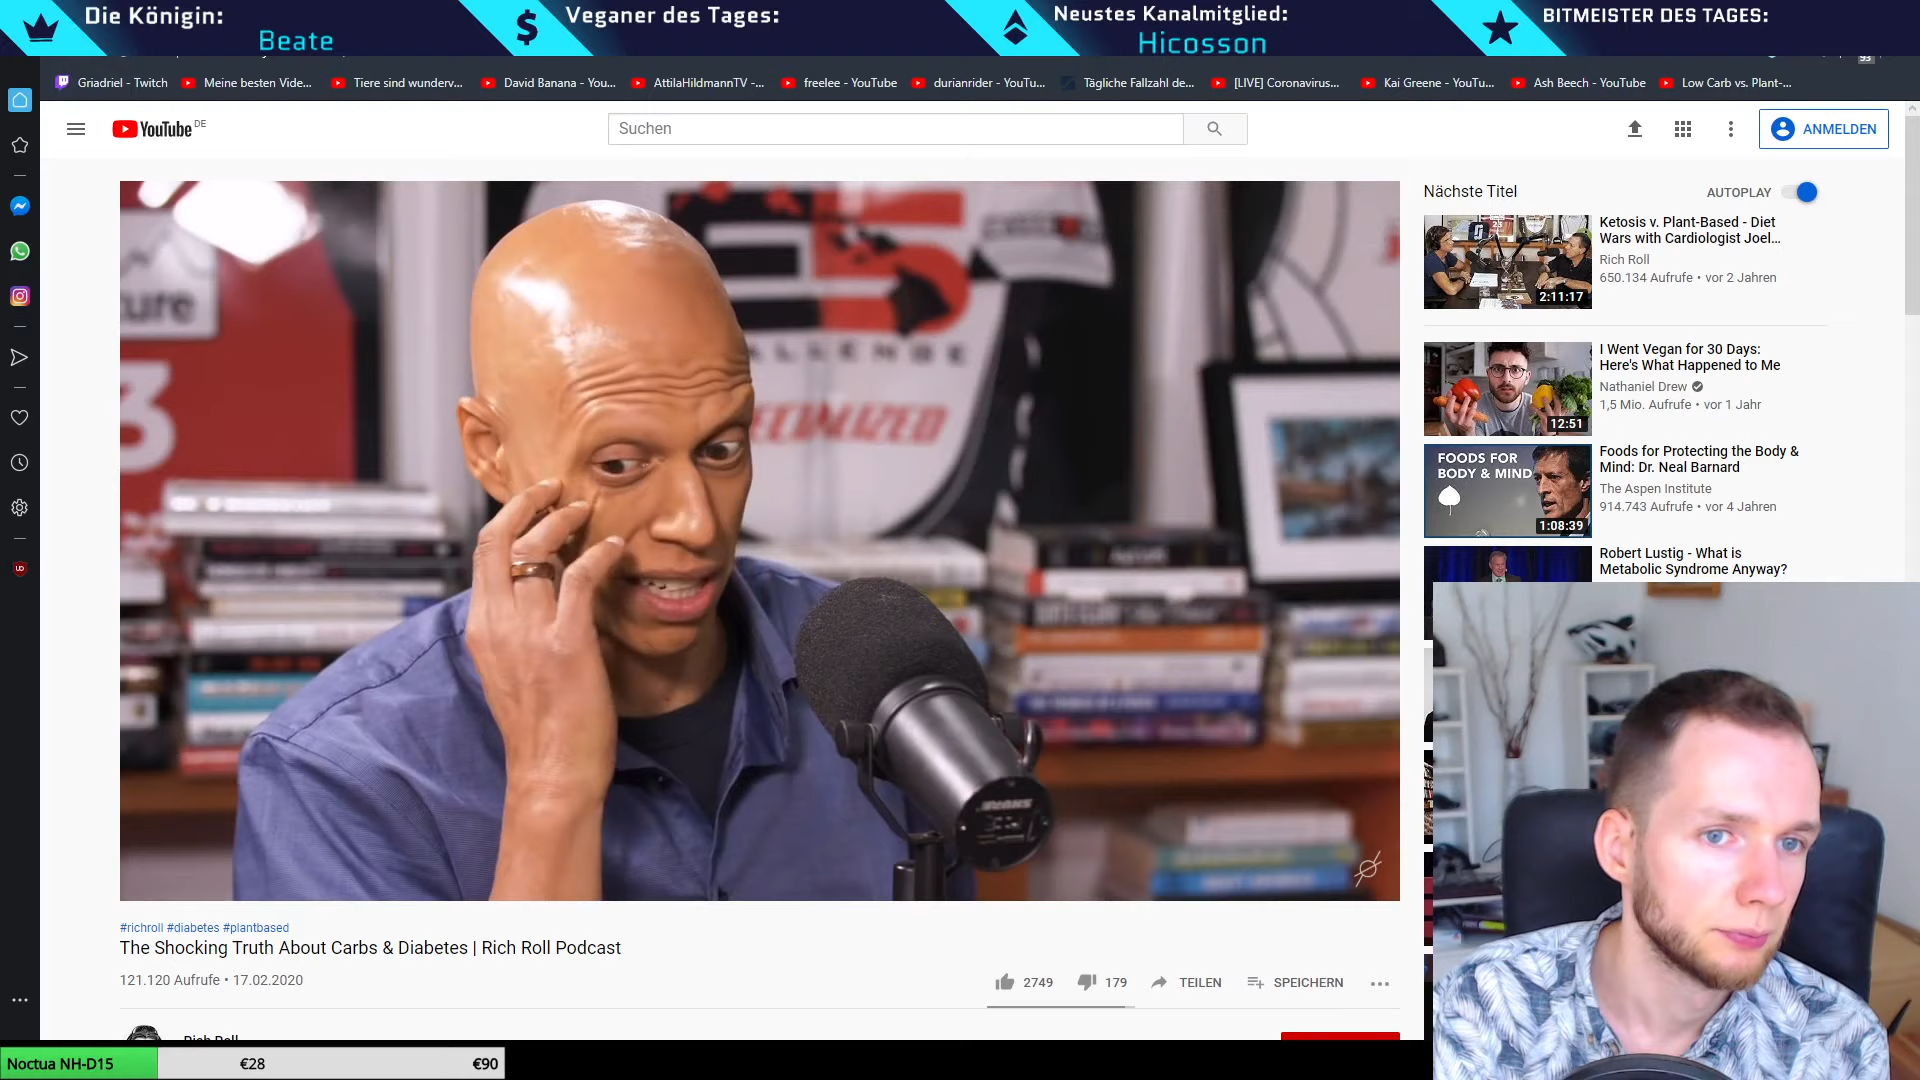 Die Königin:
Beate
Veganer des Tages:
Neustes Kanalmitglied:
Hicosson
BITMEISTER DES TAGES:
93
Griadriel - Twitch
Meine besten Vide...
Tiere sind wunderv...
David Banana - You...
AttilaHildmannTV -...
freelee - YouTube
durianrider - YouTu...
Tägliche Fallzahl de...
[LIVE] Coronavirus...
Kai Greene - YouTu...
Ash Beech - YouTube
Low Carb vs. Plant-...
YouTube DE
Suchen
ANMELDEN
SPECIALIZED
Nächste Titel
AUTOPLAY
Ketosis v. Plant-Based - Diet
Wars with Cardiologist Joel...
Rich Roll
650.134 Aufrufe • vor 2 Jahren
2:11:17
I Went Vegan for 30 Days:
Here's What Happened to Me
Nathaniel Drew
1,5 Mio. Aufrufe • vor 1 Jahr
12:51
FOODS FOR
BODY & MIND
Foods for Protecting the Body &
Mind: Dr. Neal Barnard
The Aspen Institute
914.743 Aufrufe • vor 4 Jahren
1:08:39
Robert Lustig - What is
Metabolic Syndrome Anyway?
#richroll #diabetes #plantbased
The Shocking Truth About Carbs & Diabetes | Rich Roll Podcast
121.120 Aufrufe • 17.02.2020
2749
179
TEILEN
SPEICHERN
Rich Roll
Noctua NH-D15
€28
€90